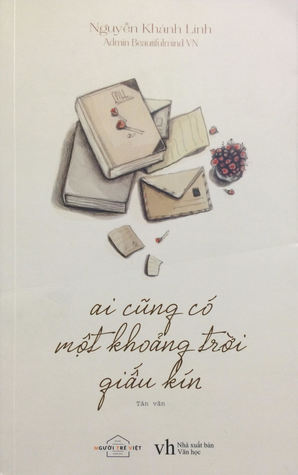 Nguyễn Khánh Linh
Admin Beautifulmind VN
ai cũng có
một khoảng trời
giấu kín
Tản văn
NGƯỜI TRẺ VIỆT
vh
Nhà xuất bản
Văn học